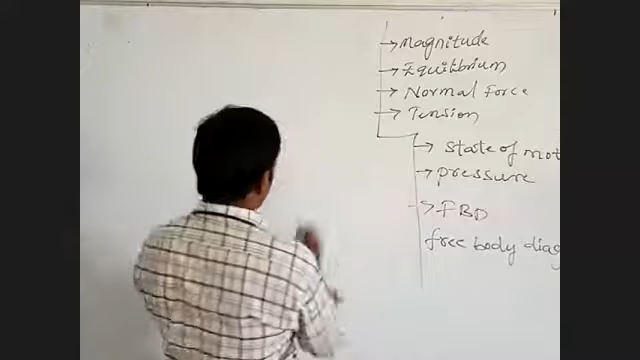 → Magnitude
→ Equilibrium
→ Normal Force
→ Tension
→ State of mot
→ pressure
→ FBD
free body diag